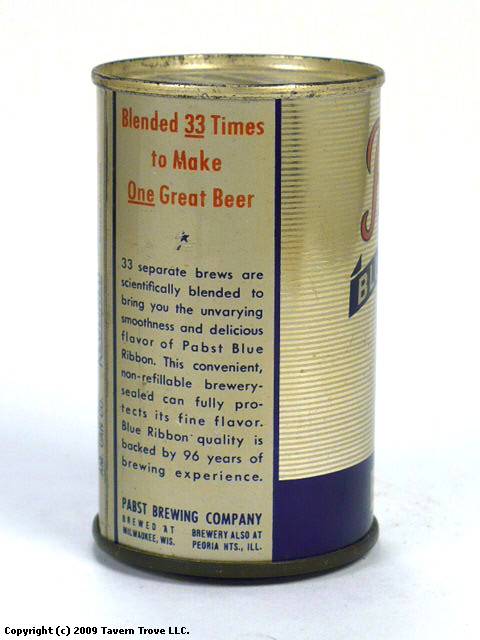 Blended 33 Times
to Make
One Great Beer
33 separate brews are
scientifically blended to
bring you the unvarying
smoothness and delicious
flavor of Pabst Blue
Ribbon. This convenient,
non-refillable brewery-
sealed can fully pro-
tects its fine flavor.
Blue Ribbon quality is
backed by 96 years of
brewing experience.
PABST BREWING COMPANY
BREWED AT
MILWAUKEE, WIS.
BREWERY ALSO AT
PEORIA HTS., ILL.
Copyright (c) 2009 Tavern Trove LLC.